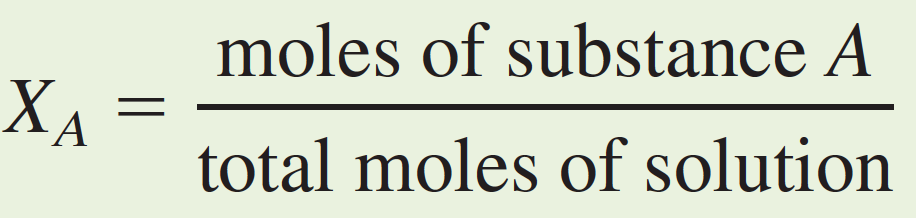 moles of substance A
X_A =
total moles of solution